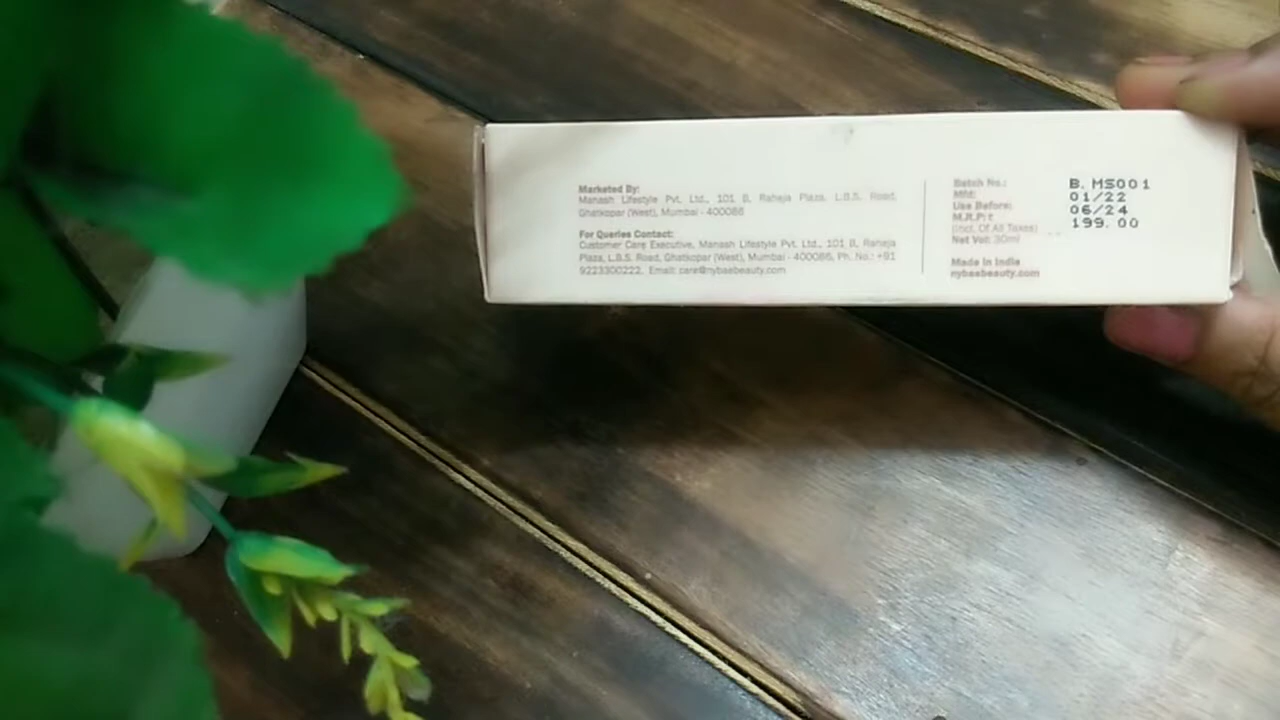 Marketed By:
Manash Lifestyle Pvt. Ltd., 101 B, Raheja Plaza, L.B.S. Road,
Ghatkopar (West), Mumbai - 400086
For Queries Contact:
Customer Care Executive, Manash Lifestyle Pvt. Ltd., 101 B, Raheja
Plaza, L.B.S. Road, Ghatkopar (West), Mumbai - 400086, Ph. No.: +91
9223300222. Email: care@nybaebeauty.com
Batch No.: B. MS001
Mfd: 01/22
Use Before: 06/24
M.R.P: ₹ 199.00
(Incl. Of All Taxes)
Net Vol: 30ml
Made In India
nybaebeauty.com